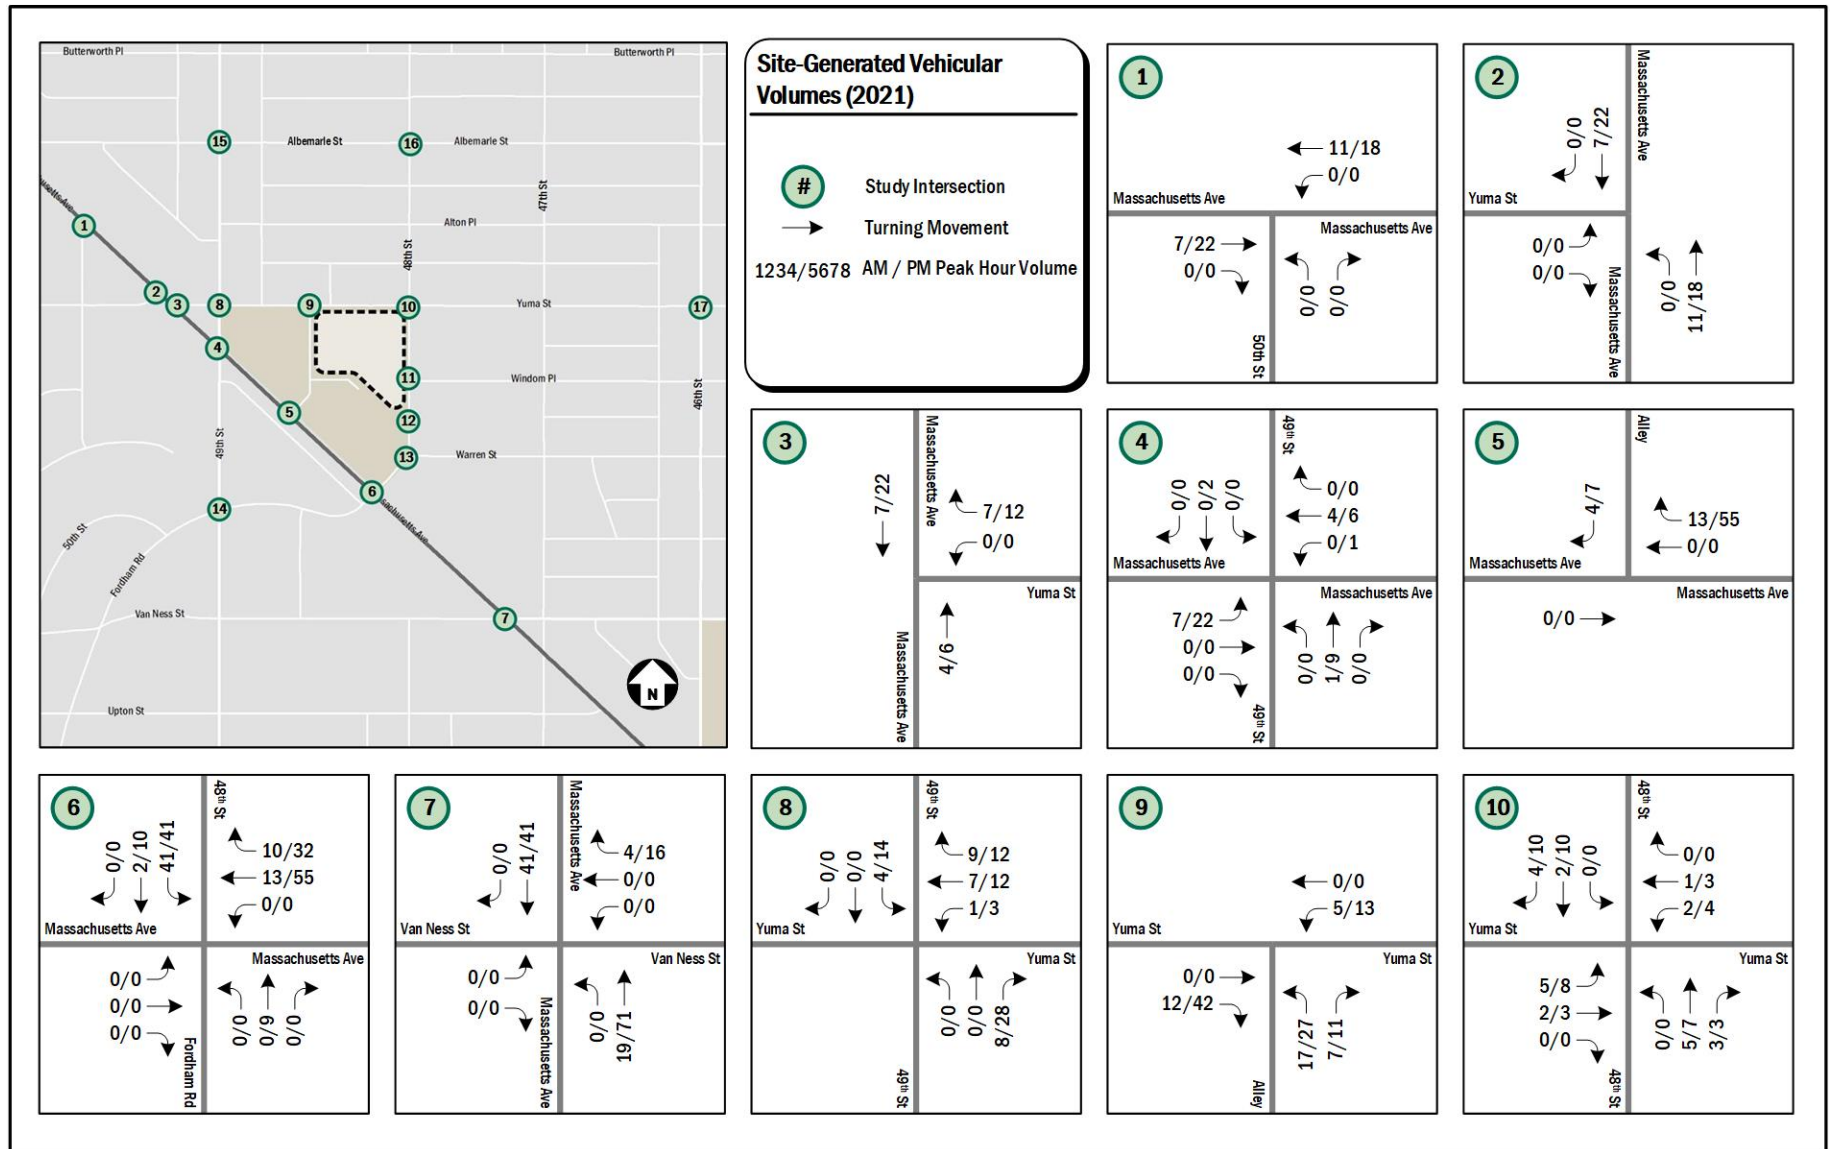 Butterworth Pl
Butterworth Pl
15
Albemarle St
16
Albemarle St
47th St
1
Alton Pl
48th St
2
3
8
9
10
Yuma St
17
4
11
Windom Pl
46th St
5
12
49th St
13
Warren St
6
14
50th St
Fordham Rd
Van Ness St
7
N
Upton St
Site-Generated Vehicular
Volumes (2021)
# Study Intersection
Turning Movement
1234/5678 AM / PM Peak Hour Volume
1
11/18
0/0
Massachusetts Ave
Massachusetts Ave
7/22
0/0
0/0
0/0
50th St
2
0/0
7/22
Massachusetts Ave
Yuma St
0/0
0/0
0/0
11/18
Massachusetts Ave
3
7/22
Massachusetts Ave
7/12
0/0
Yuma St
4/6
Massachusetts Ave
4
0/0
0/2
0/0
49th St
0/0
4/6
0/1
Massachusetts Ave
Massachusetts Ave
7/22
0/0
0/0
0/0
1/9
0/0
49th St
5
4/7
Alley
13/55
0/0
Massachusetts Ave
Massachusetts Ave
0/0
6
0/0
2/10
41/41
48th St
10/32
13/55
0/0
Massachusetts Ave
Massachusetts Ave
0/0
0/0
0/0
0/0
0/9
0/0
Fordham Rd
7
0/0
41/41
Massachusetts Ave
4/16
0/0
0/0
Van Ness St
Van Ness St
0/0
0/0
0/0
19/71
Massachusetts Ave
8
0/0
0/0
4/14
49th St
9/12
7/12
1/3
Yuma St
Yuma St
0/0
0/0
8/28
49th St
9
0/0
5/13
Yuma St
Yuma St
0/0
12/42
17/27
7/11
Alley
10
4/10
2/10
0/0
48th St
0/0
1/3
2/4
Yuma St
Yuma St
5/8
2/3
0/0
0/0
5/7
3/3
48th St